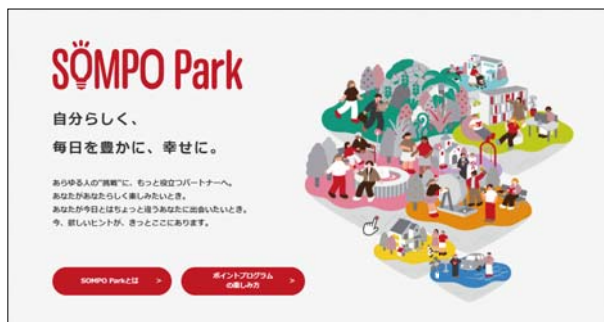 SOMPO Park
自分らしく、
毎日を豊かに、幸せに。
あらゆる人の"挑戦"に、もっと役立つパートナーへ。
あなたがあなたらしく楽しみたいとき。
あなたが今日とはちょっと違うあなたに出会いたいとき。
今、欲しいヒントが、きっとここにあります。
SOMPO Parkとは >
ポイントプログラム
の楽しみ方 >